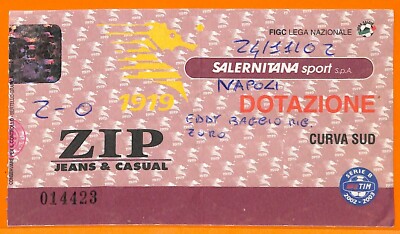 FIGC LEGA NAZIONALE
24/11/02
SALERNITANA sport S.p.A.
NAPOLI
1919
2-0
DOTAZIONE
EDDY BAGGIO RIG.
ZURO
ZIP
JEANS & CASUAL
CURVA SUD
014423
SERIE B
TIM
2002 - 2003